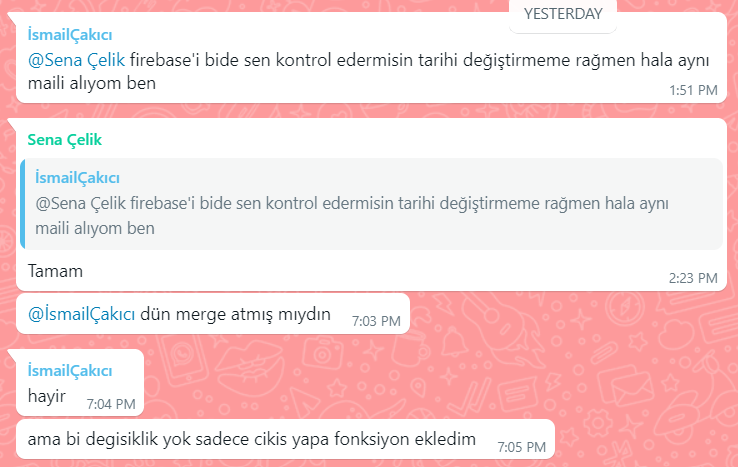 YESTERDAY
İsmailÇakıcı
@Sena Çelik firebase'i bide sen kontrol edermisin tarihi değiştirmeme rağmen hala aynı
maili alıyom ben
1:51 PM
Sena Çelik
İsmailÇakıcı
@Sena Çelik firebase'i bide sen kontrol edermisin tarihi değiştirmeme rağmen hala aynı
maili alıyom ben
Tamam
2:23 PM
@İsmailÇakıcı dün merge atmış mıydın 7:03 PM
İsmailÇakıcı
hayir 7:04 PM
ama bi degisiklik yok sadece cikis yapa fonksiyon ekledim 7:05 PM